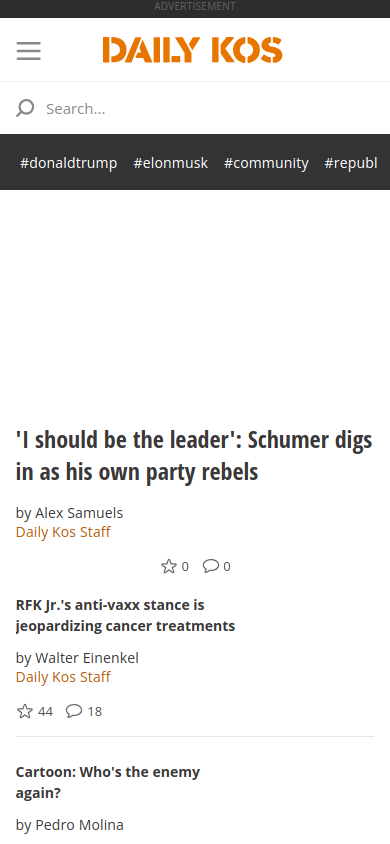 ADVERTISEMENT
DAILY KOS
Search...
#donaldtrump #elonmusk #community #republ
'I should be the leader': Schumer digs
in as his own party rebels
by Alex Samuels
Daily Kos Staff
0 0
RFK Jr.'s anti-vaxx stance is
jeopardizing cancer treatments
by Walter Einenkel
Daily Kos Staff
44 18
Cartoon: Who's the enemy
again?
by Pedro Molina